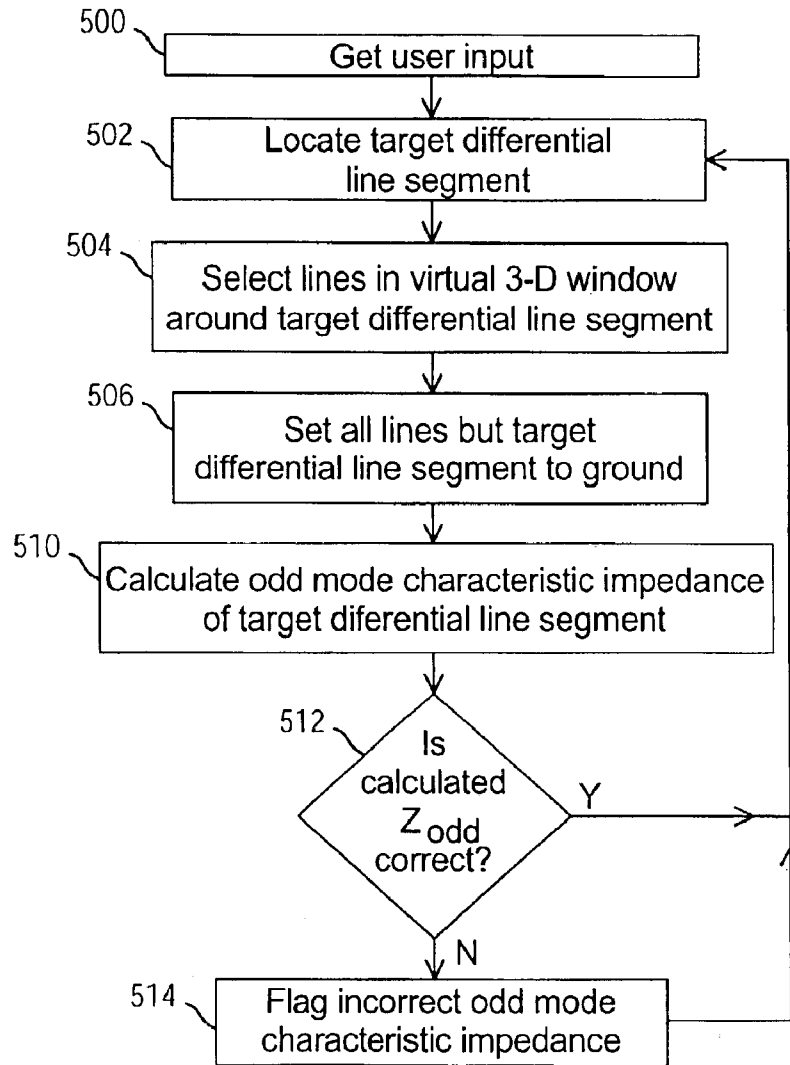 500
Get user input
502
Locate target differential
line segment
504
Select lines in virtual 3-D window
around target differential line segment
506
Set all lines but target
differential line segment to ground
510
Calculate odd mode characteristic impedance
of target diferential line segment
512
Is
calculated
Z odd
correct?
Y
N
514
Flag incorrect odd mode
characteristic impedance